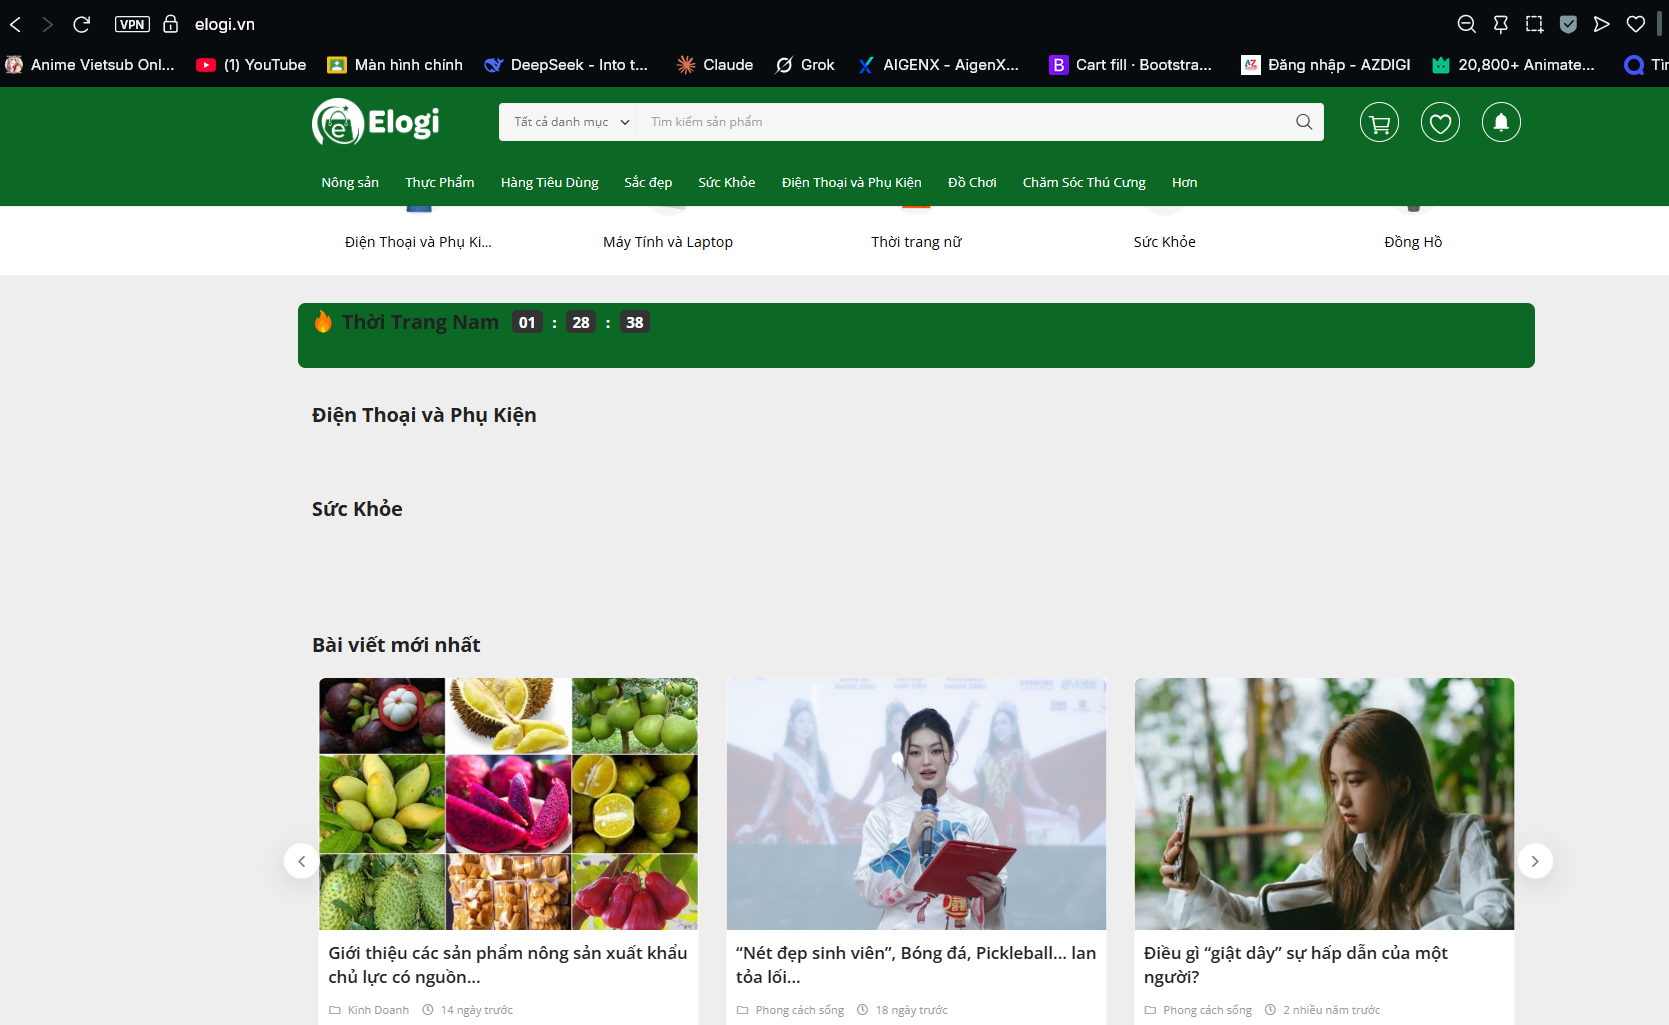 VPN elogi.vn
Anime Vietsub Onl... (1) YouTube Màn hình chính DeepSeek - Into t... Claude Grok AIGENX - AigenX... Cart fill · Bootstra... Đăng nhập - AZDIGI 20,800+ Animate...
Elogi Tất cả danh mục Tìm kiếm sản phẩm
Nông sản Thực Phẩm Hàng Tiêu Dùng Sắc đẹp Sức Khỏe Điện Thoại và Phụ Kiện Đồ Chơi Chăm Sóc Thú Cưng Hơn
Điện Thoại và Phụ Ki... Máy Tính và Laptop Thời trang nữ Sức Khỏe Đồng Hồ
Thời Trang Nam 01 : 28 : 38
Điện Thoại và Phụ Kiện
Sức Khỏe
Bài viết mới nhất
Giới thiệu các sản phẩm nông sản xuất khẩu
chủ lực có nguồn...
Kinh Doanh 14 ngày trước
“Nét đẹp sinh viên”, Bóng đá, Pickleball... lan
tỏa lối...
Phong cách sống 18 ngày trước
Điều gì “giật dây” sự hấp dẫn của một
người?
Phong cách sống 2 nhiều năm trước